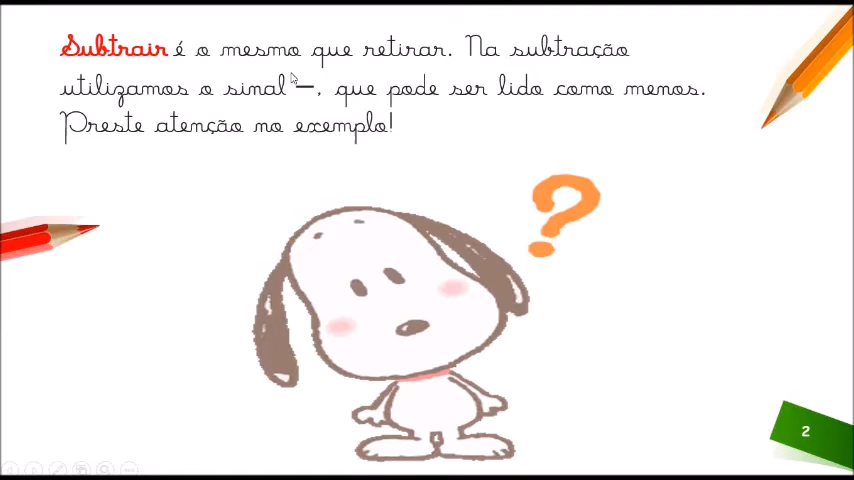 Subtrair é o mesmo que retirar. Na subtração
utilizamos o sinal –, que pode ser lido como menos.
Preste atenção no exemplo!
?
2